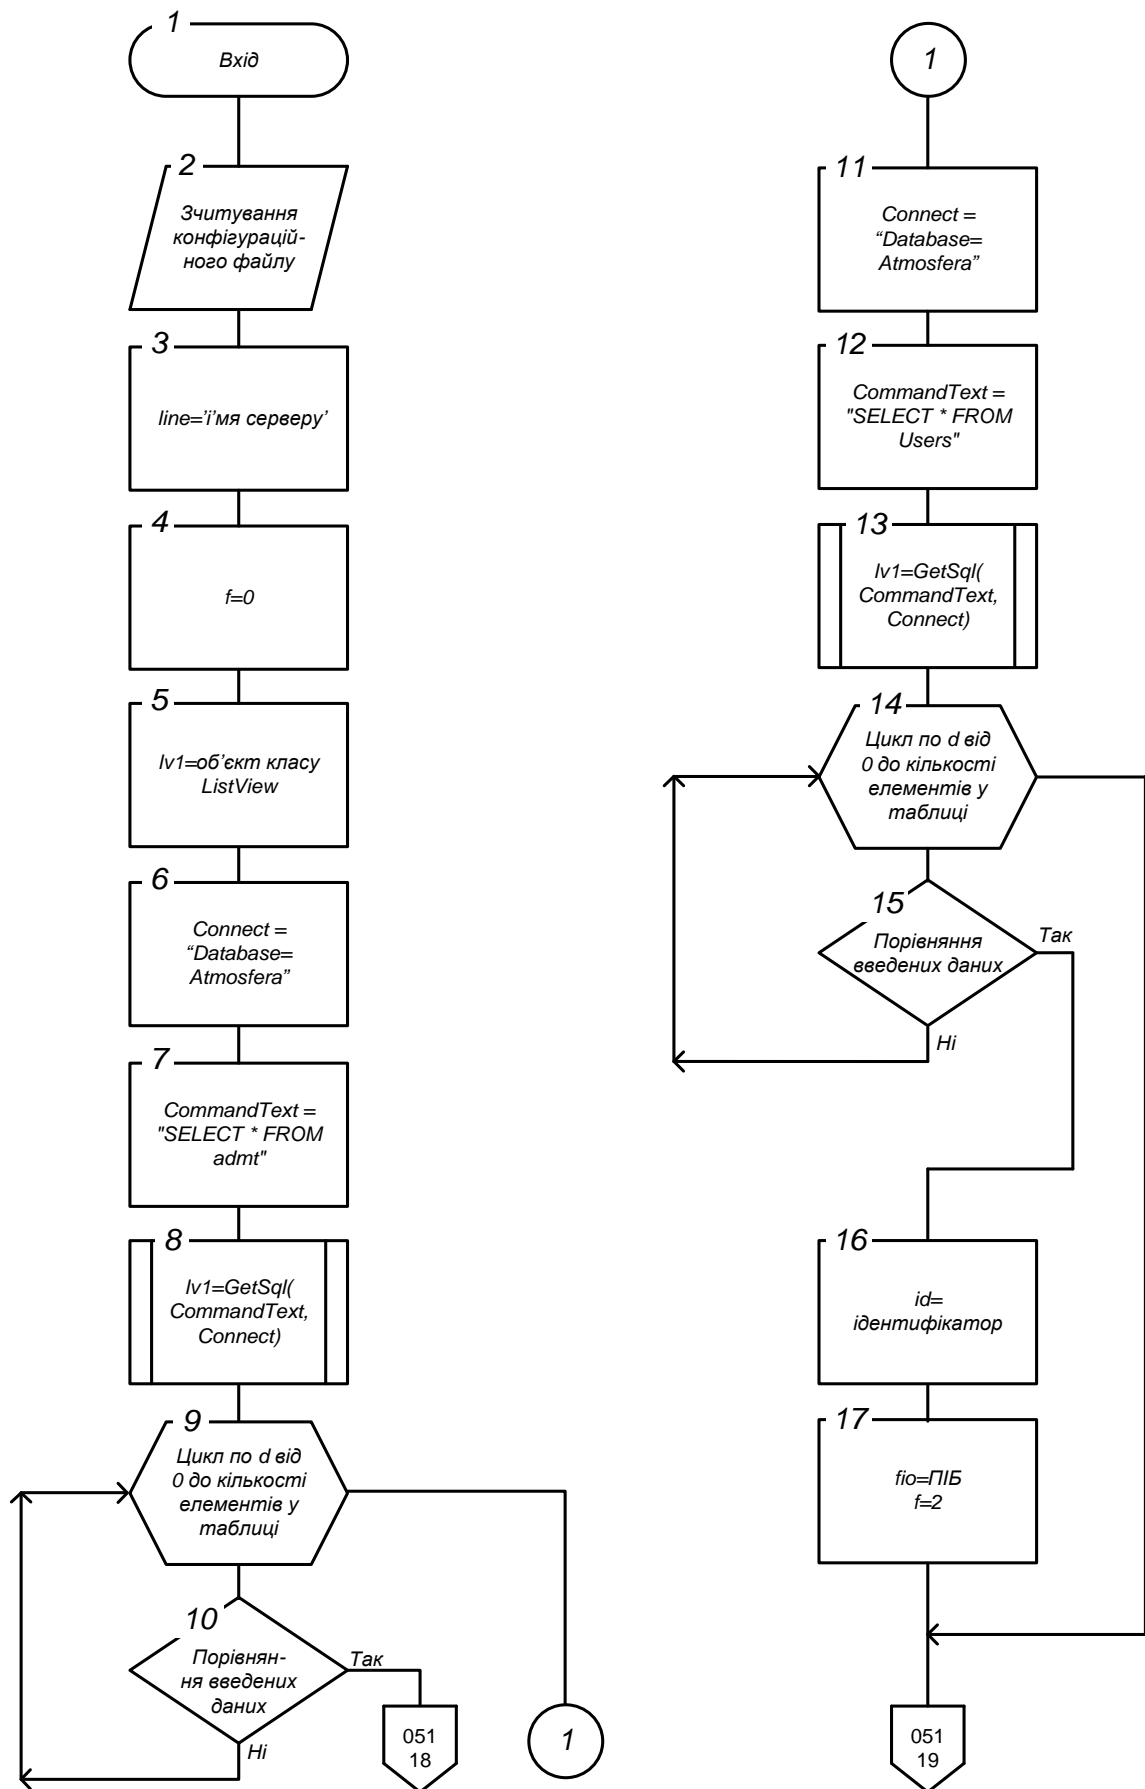 1
Вхід
2
Зчитування
конфігурацій-
ного файлу
3
line='і'мя серверу'
4
f=0
5
lv1=об'єкт класу
ListView
6
Connect =
“Database=
Atmosfera”
7
CommandText =
"SELECT * FROM
admt"
8
lv1=GetSql(
CommandText,
Connect)
9
Цикл по d від
0 до кількості
елементів у
таблиці
10
Порівнян-
ня введених
даних
Так
Ні
051
18
1
1
11
Connect =
“Database=
Atmosfera”
12
CommandText =
"SELECT * FROM
Users"
13
lv1=GetSql(
CommandText,
Connect)
14
Цикл по d від
0 до кількості
елементів у
таблиці
15
Порівняння
введених даних
Так
Ні
16
id=
ідентифікатор
17
fio=ПІБ
f=2
051
19